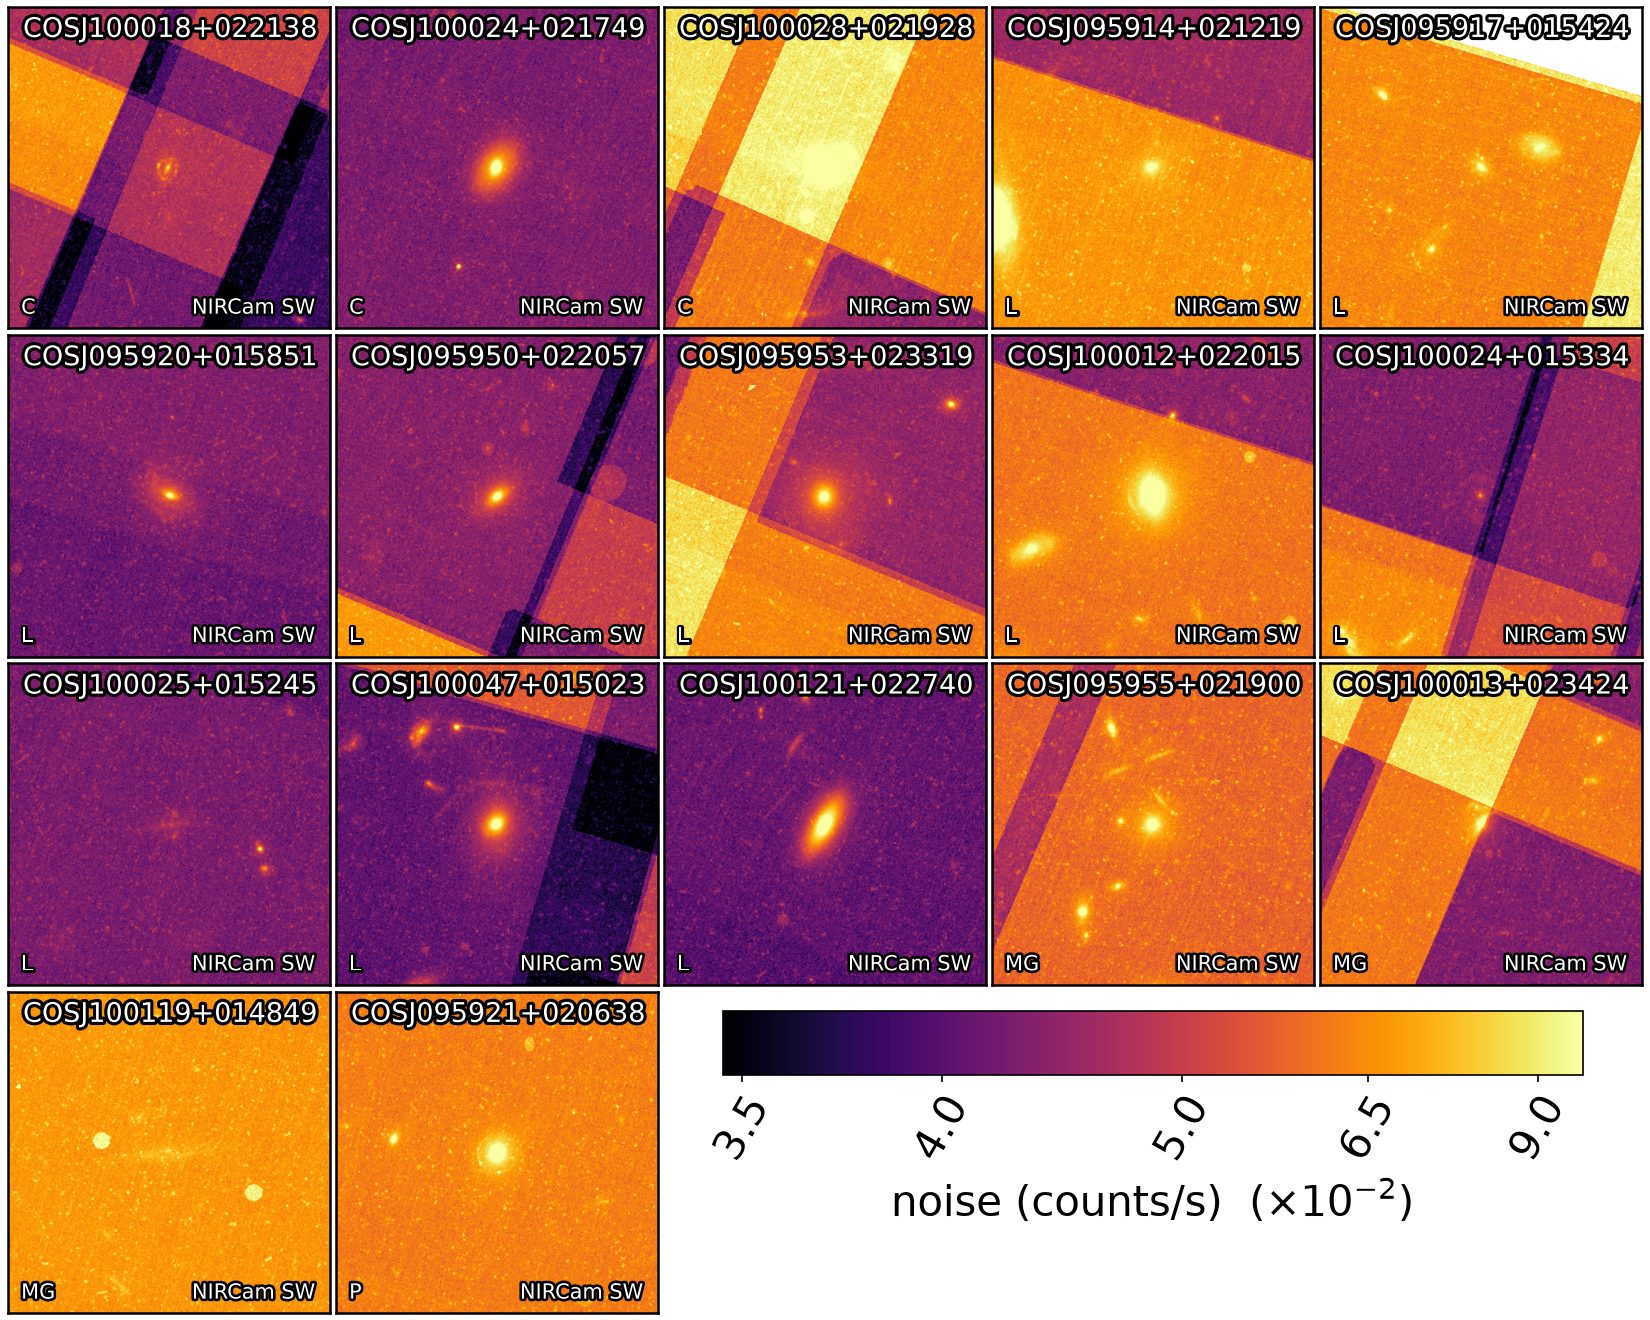 COSJ100018+022138
C
NIRCam SW
COSJ100024+021749
C
NIRCam SW
COSJ100028+021928
C
NIRCam SW
COSJ095914+021219
L
NIRCam SW
COSJ095917+015424
L
NIRCam SW
COSJ095920+015851
L
NIRCam SW
COSJ095950+022057
L
NIRCam SW
COSJ095953+023319
L
NIRCam SW
COSJ100012+022015
L
NIRCam SW
COSJ100024+015334
L
NIRCam SW
COSJ100025+015245
L
NIRCam SW
COSJ100047+015023
L
NIRCam SW
COSJ100121+022740
L
NIRCam SW
COSJ095955+021900
MG
NIRCam SW
COSJ100013+023424
MG
NIRCam SW
COSJ100119+014849
MG
NIRCam SW
COSJ095921+020638
P
NIRCam SW
3.5
4.0
5.0
6.5
9.0
noise (counts/s) (×10⁻²)